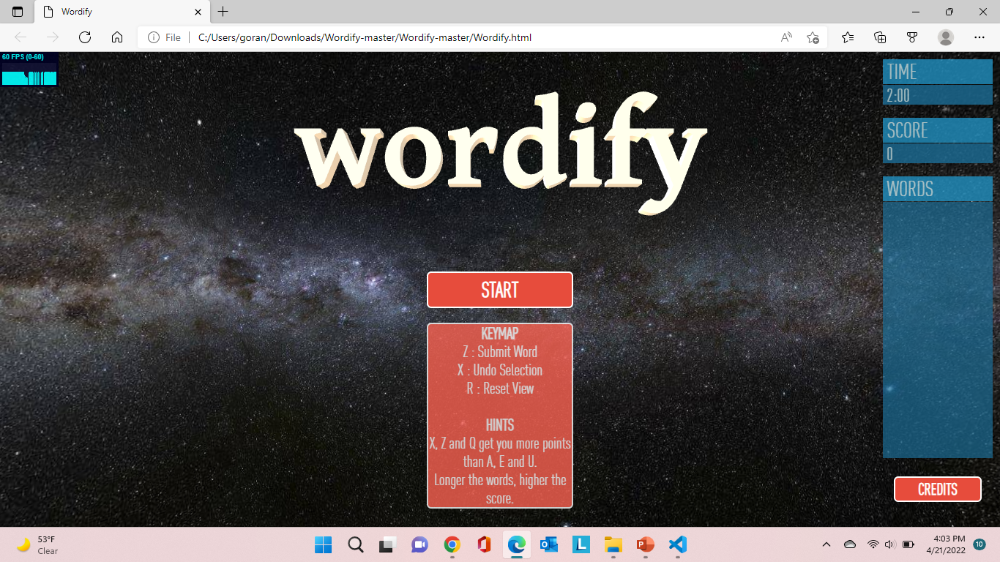 Wordify
File
C:/Users/goran/Downloads/Wordify-master/Wordify-master/Wordify.html
60 FPS (0-60)
wordify
TIME
2:00
SCORE
0
WORDS
START
KEYMAP
Z : Submit Word
X : Undo Selection
R : Reset View
HINTS
X, Z and Q get you more points
than A, E and U.
Longer the words, higher the
score.
CREDITS
53°F
Clear
4:03 PM
4/21/2022
10